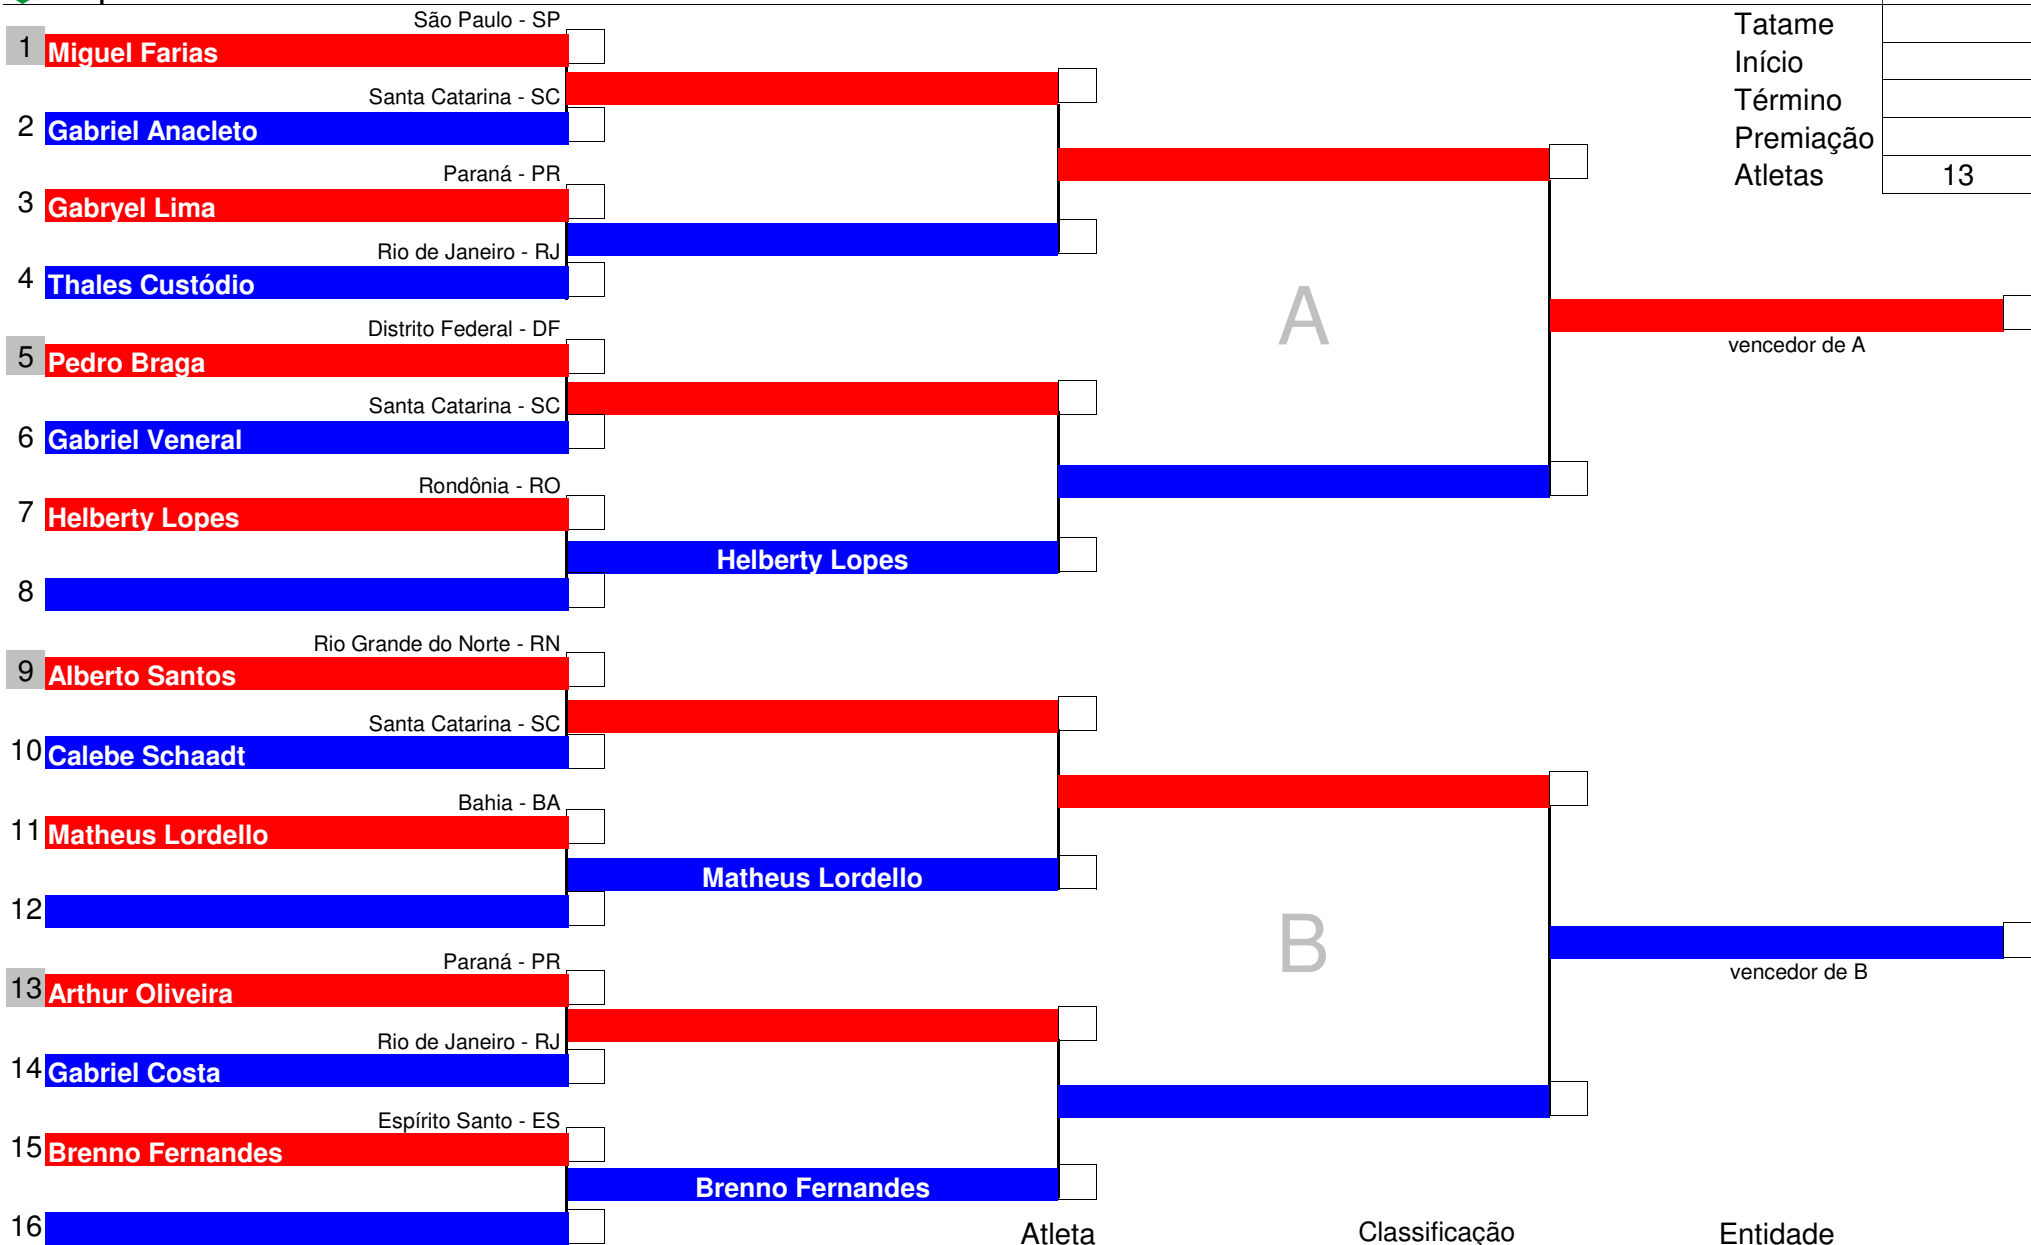 São Paulo - SP
1 Miguel Farias
Santa Catarina - SC
2 Gabriel Anacleto
Paraná - PR
3 Gabryel Lima
Rio de Janeiro - RJ
4 Thales Custódio
Distrito Federal - DF
5 Pedro Braga
Santa Catarina - SC
6 Gabriel Veneral
Rondônia - RO
7 Helberty Lopes
Helberty Lopes
8
Rio Grande do Norte - RN
9 Alberto Santos
Santa Catarina - SC
10 Calebe Schaadt
Bahia - BA
11 Matheus Lordello
Matheus Lordello
12
Paraná - PR
13 Arthur Oliveira
Rio de Janeiro - RJ
14 Gabriel Costa
Espírito Santo - ES
15 Brenno Fernandes
Brenno Fernandes
16
A
B
Tatame
Início
Término
Premiação
Atletas 13
vencedor de A
vencedor de B
Atleta Classificação Entidade